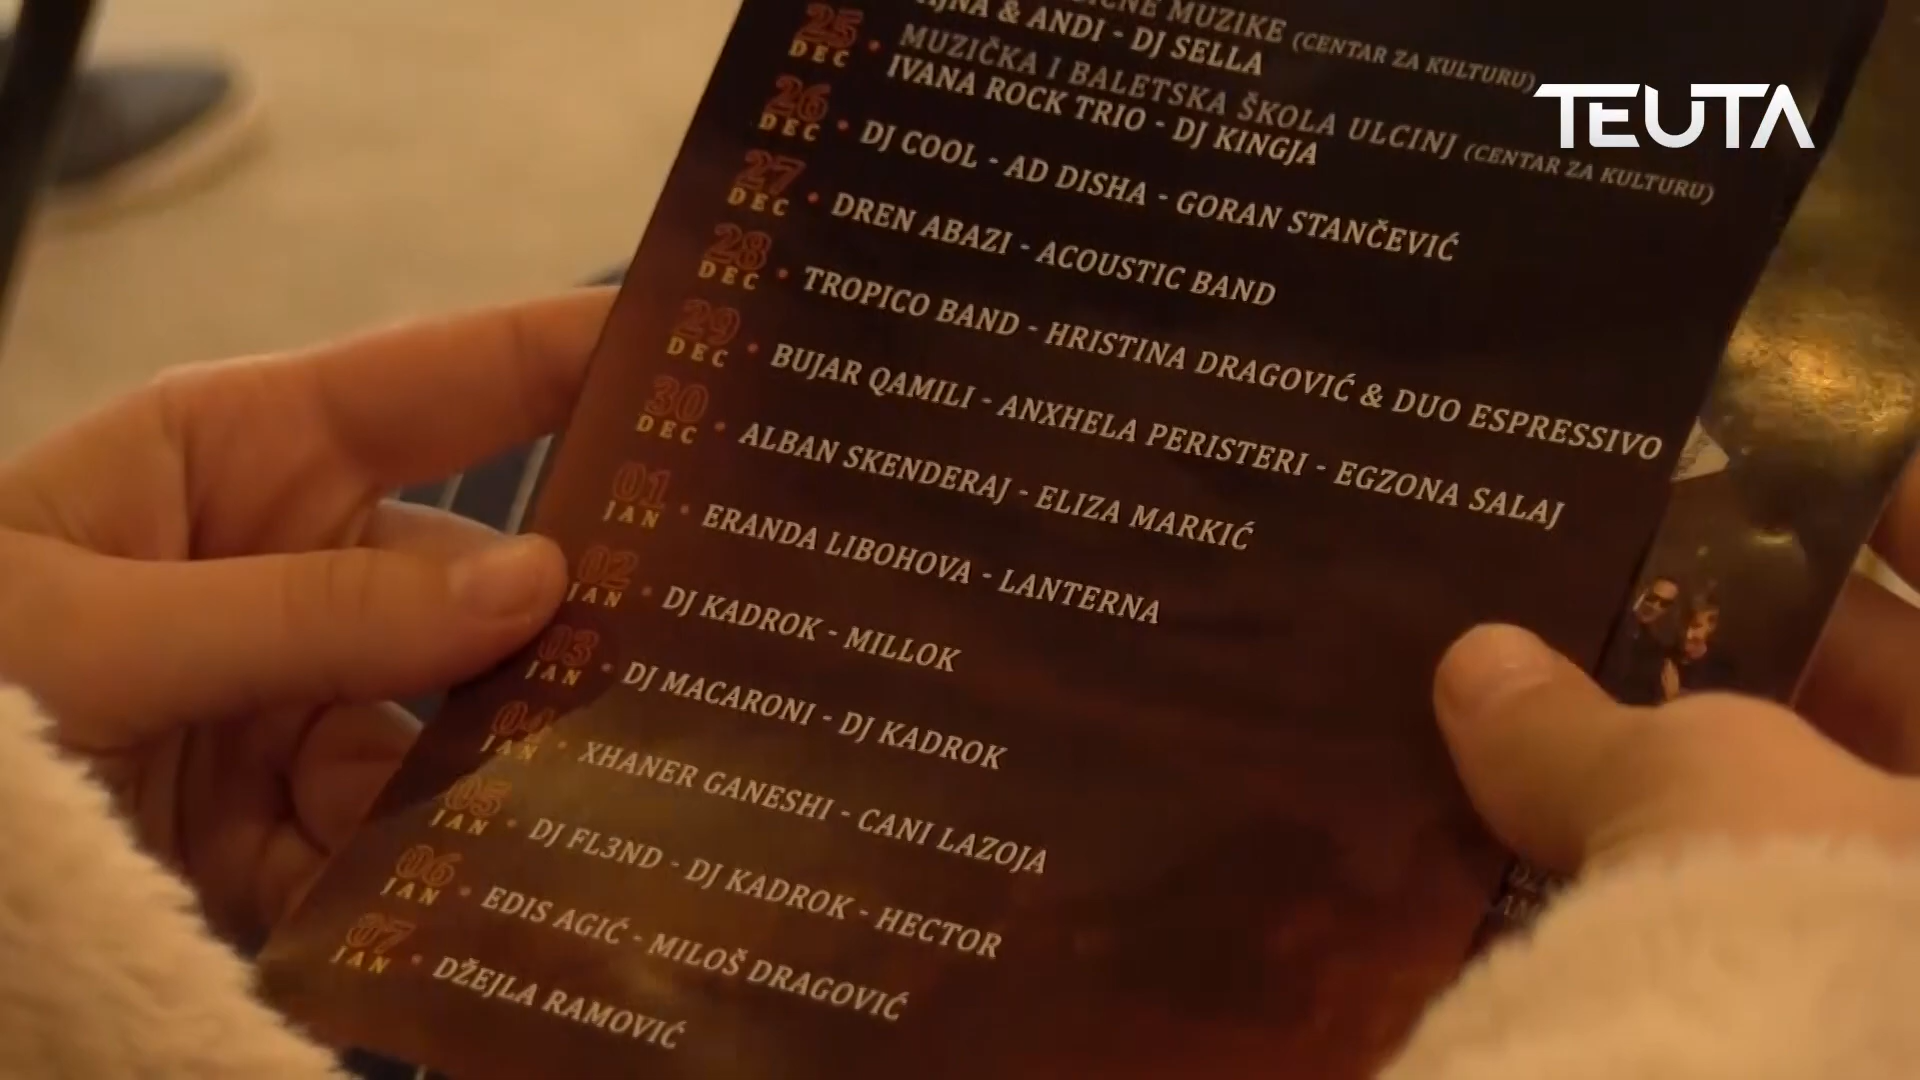 MUZIKE (CENTAR ZA KULTURU)
& ANDI - DJ SELLA
25 DEC • MUZIČKA I BALETSKA ŠKOLA ULCINJ (CENTAR ZA KULTURU)
IVANA ROCK TRIO - DJ KINGJA
26 DEC • DJ COOL - AD DISHA - GORAN STANČEVIĆ
27 DEC • DREN ABAZI - ACOUSTIC BAND
28 DEC • TROPICO BAND - HRISTINA DRAGOVIĆ & DUO ESPRESSIVO
29 DEC • BUJAR QAMILI - ANXHELA PERISTERI - EGZONA SALAJ
30 DEC • ALBAN SKENDERAJ - ELIZA MARKIĆ
01 JAN • ERANDA LIBOHOVA - LANTERNA
02 JAN • DJ KADROK - MILLOK
03 JAN • DJ MACARONI - DJ KADROK
04 JAN • XHANER GANESHI - CANI LAZOJA
05 JAN • DJ FL3ND - DJ KADROK - HECTOR
06 JAN • EDIS AGIĆ - MILOŠ DRAGOVIĆ
07 JAN • DŽEJLA RAMOVIĆ
TEUTA